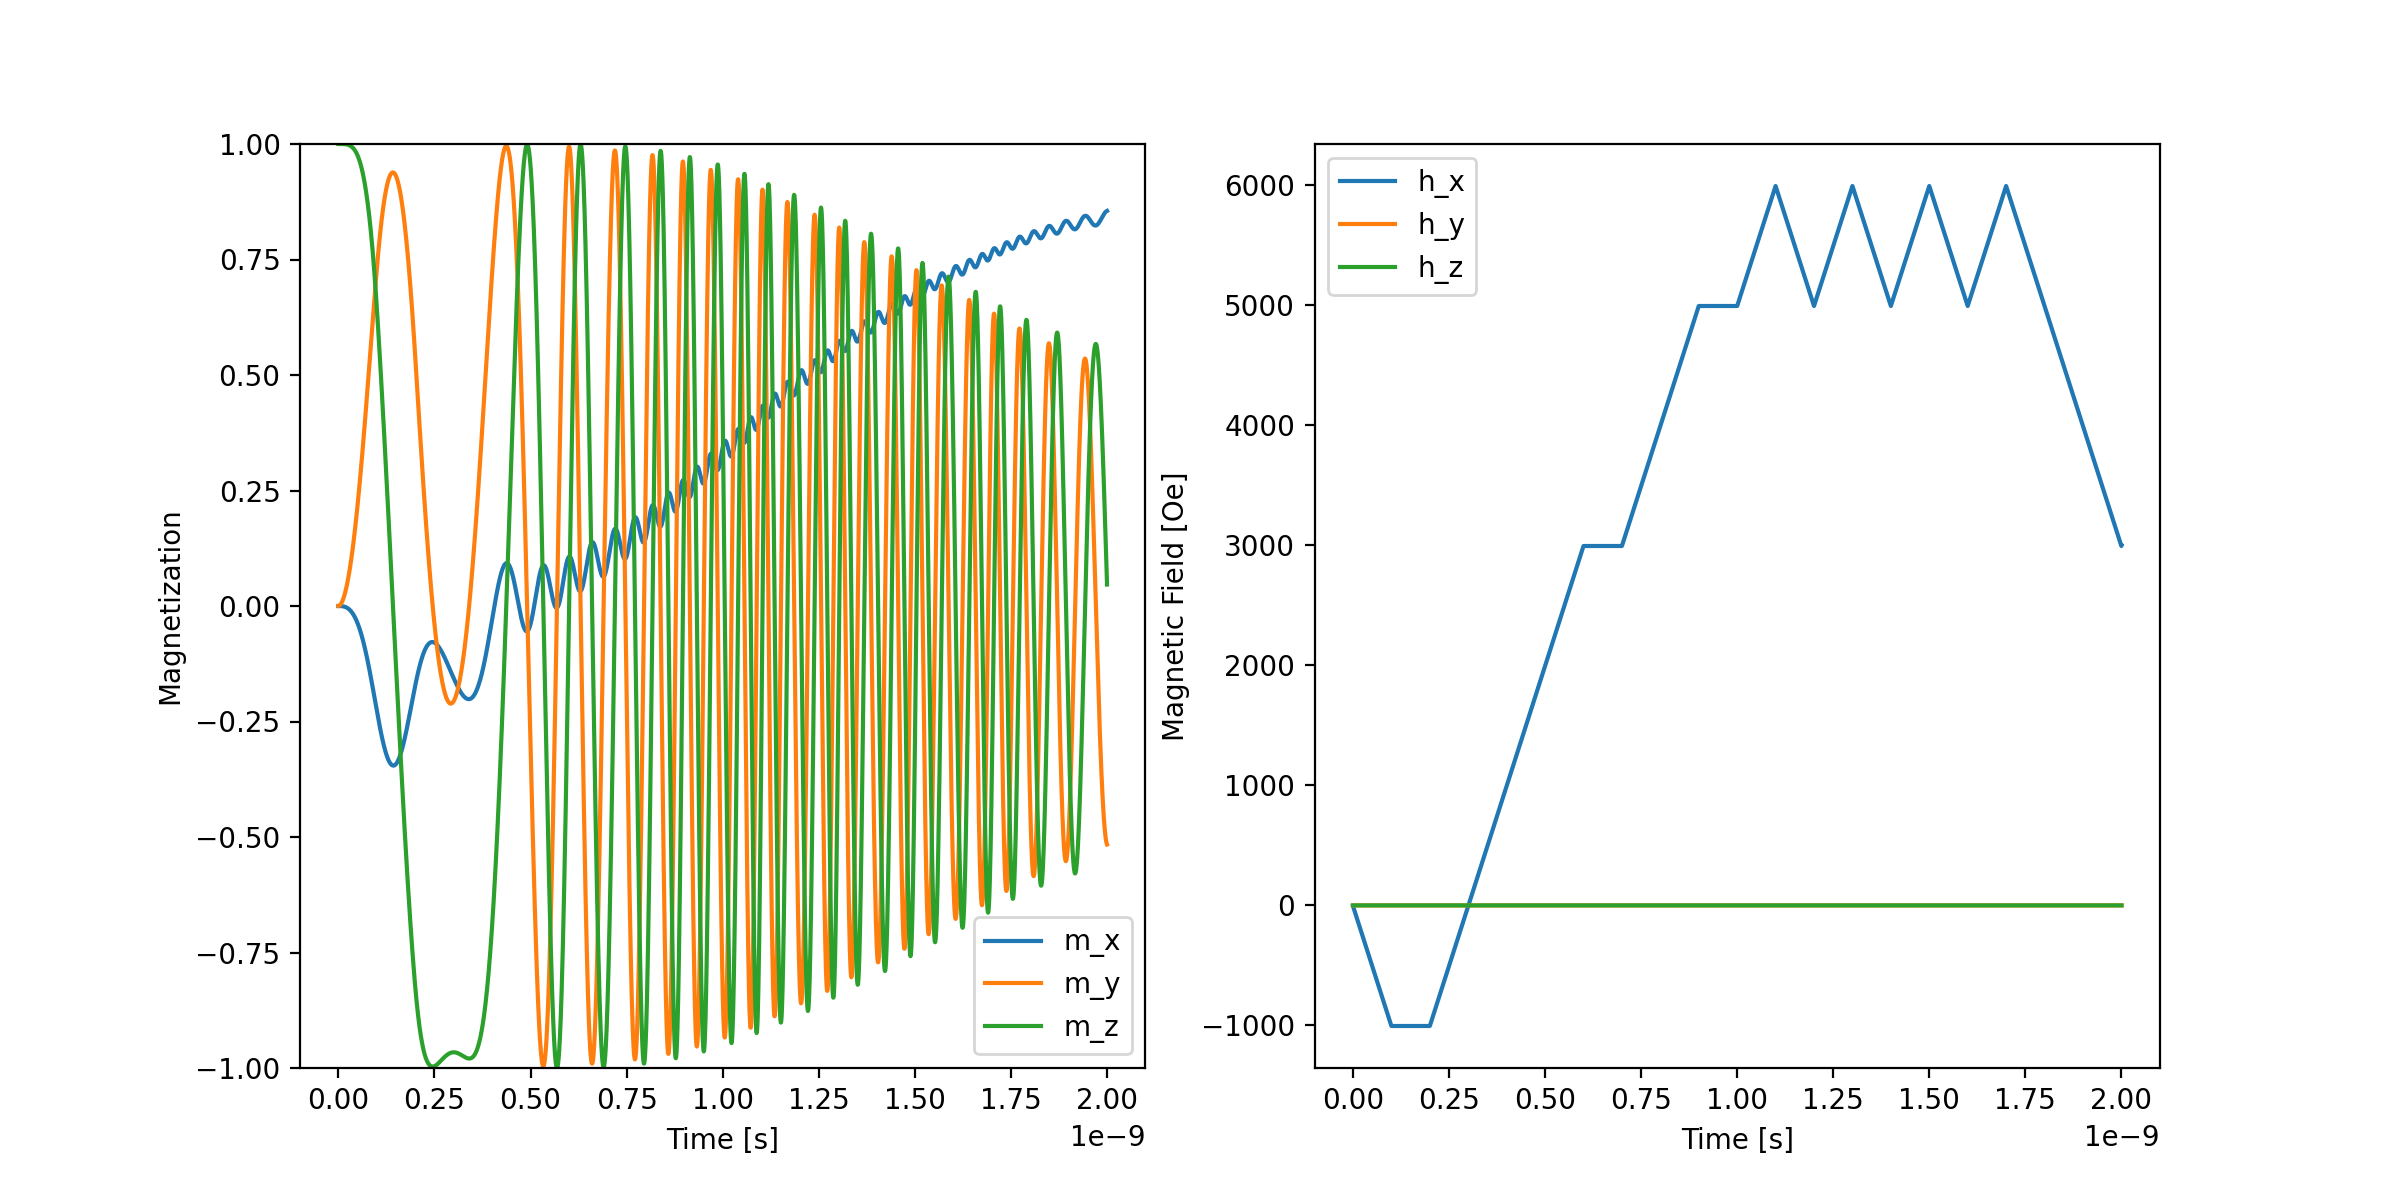 1.00
0.75
0.50
0.25
0.00
−0.25
−0.50
−0.75
−1.00
Magnetization
0.00 0.25 0.50 0.75 1.00 1.25 1.50 1.75 2.00
Time [s]
1e−9
m_x
m_y
m_z
6000
5000
4000
3000
2000
1000
0
−1000
Magnetic Field [Oe]
h_x
h_y
h_z
0.00 0.25 0.50 0.75 1.00 1.25 1.50 1.75 2.00
Time [s]
1e−9